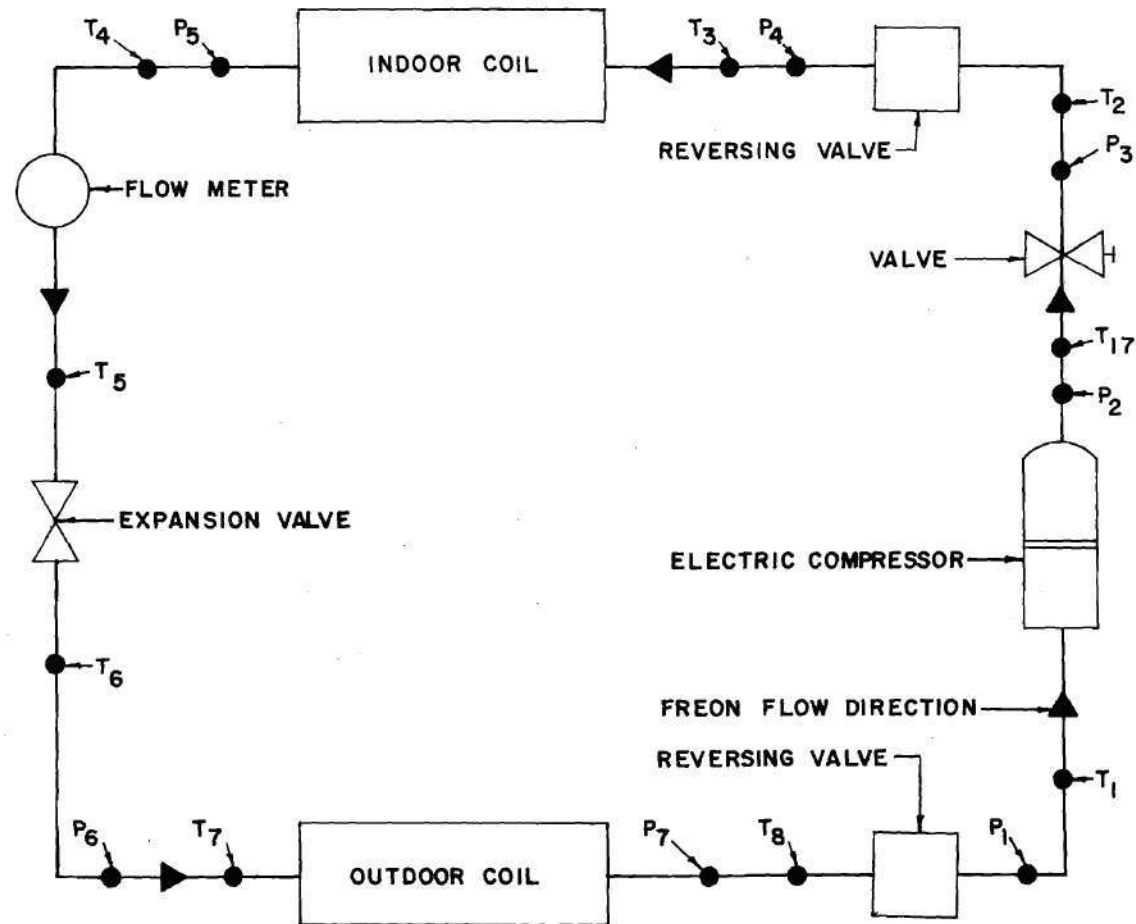 T4 P5 INDOOR COIL T3 P4
T2
REVERSING VALVE
P3
FLOW METER
VALVE
T17
T5
P2
EXPANSION VALVE
ELECTRIC COMPRESSOR
T6
FREON FLOW DIRECTION
REVERSING VALVE
T1
P6 T7 OUTDOOR COIL P7 T8 P1